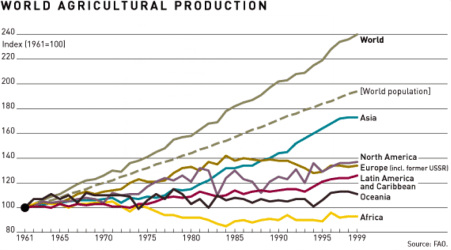 WORLD AGRICULTURAL PRODUCTION
240
Index (1961=100)
220
200
180
160
140
120
100
80
World
[World population]
Asia
North America
Europe (inc. former USSR)
Latin America
and Caribbean
Oceania
Africa
1961 1965 1970 1975 1980 1985 1990 1995 1999
Source: FAO.